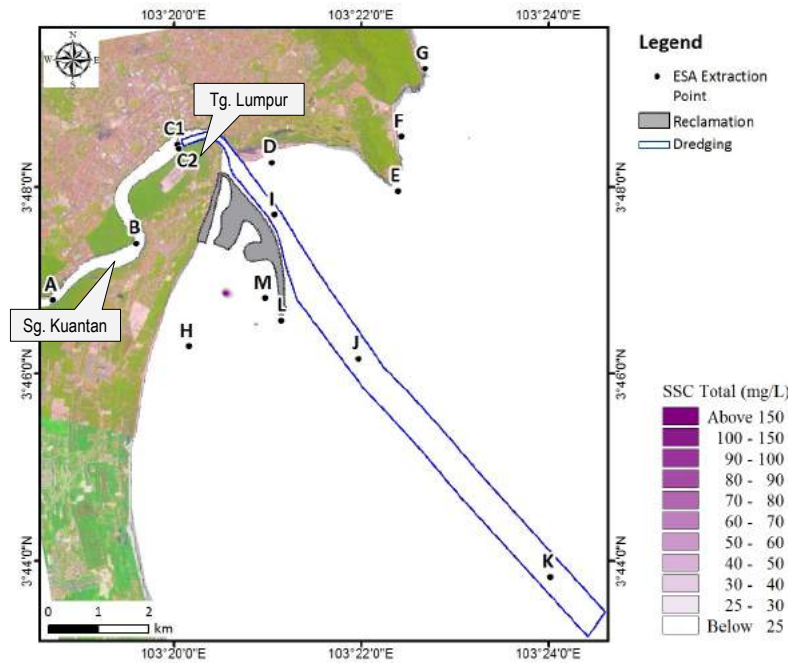 103°20'0"E 103°22'0"E 103°24'0"E
N
W E
S
G
Legend
ESA Extraction
Point
Reclamation
Dredging
Tg. Lumpur
C1
C2
D
F
E
3°48'0"N 3°48'0"N
I
B
A
M
L
Sg. Kuantan
H
J
3°46'0"N 3°46'0"N
SSC Total (mg/L)
Above 150
100 - 150
90 - 100
80 - 90
70 - 80
60 - 70
50 - 60
40 - 50
30 - 40
25 - 30
Below 25
3°44'0"N 3°44'0"N
K
0 1 2
km
103°20'0"E 103°22'0"E 103°24'0"E